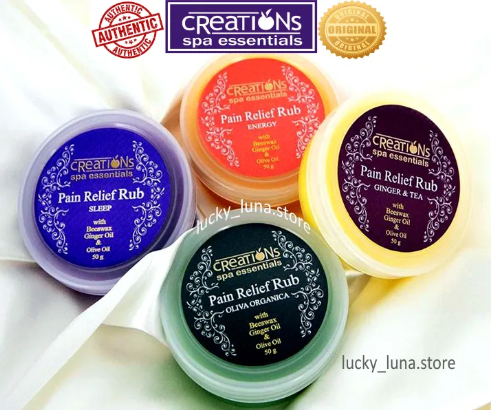 AUTHENTIC
AUTHENTIC
AUTHENTIC
CREATIONS
spa essentials
ORIGINAL
ORIGINAL
ORIGINAL
CREATIONS
spa essentials
Pain Relief Rub
ENERGY
with
Beeswax
Ginger Oil
&
Olive Oil
50 g
CREATIONS
spa essentials
Pain Relief Rub
SLEEP
with
Beeswax
Ginger Oil
&
Olive Oil
50 g
CREATIONS
spa essentials
Pain Relief Rub
GINGER & TEA
with
Beeswax
Ginger Oil
&
Olive Oil
50 g
lucky_luna.store
CREATIONS
spa essentials
Pain Relief Rub
OLIVA ORGANICA
with
Beeswax
Ginger Oil
&
Olive Oil
50 g
lucky_luna.store